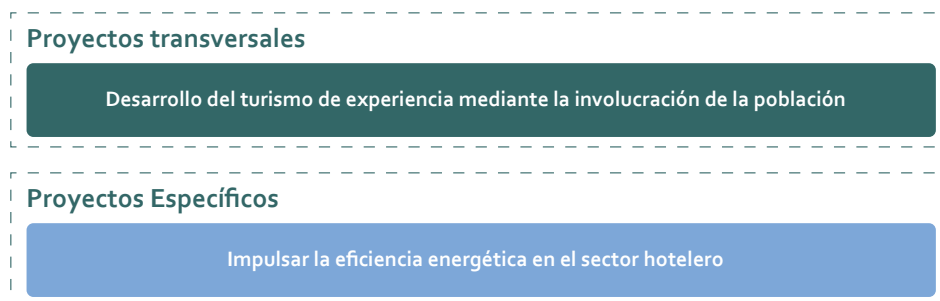 Proyectos transversales
Desarrollo del turismo de experiencia mediante la involucración de la población
Proyectos Específicos
Impulsar la eficiencia energética en el sector hotelero